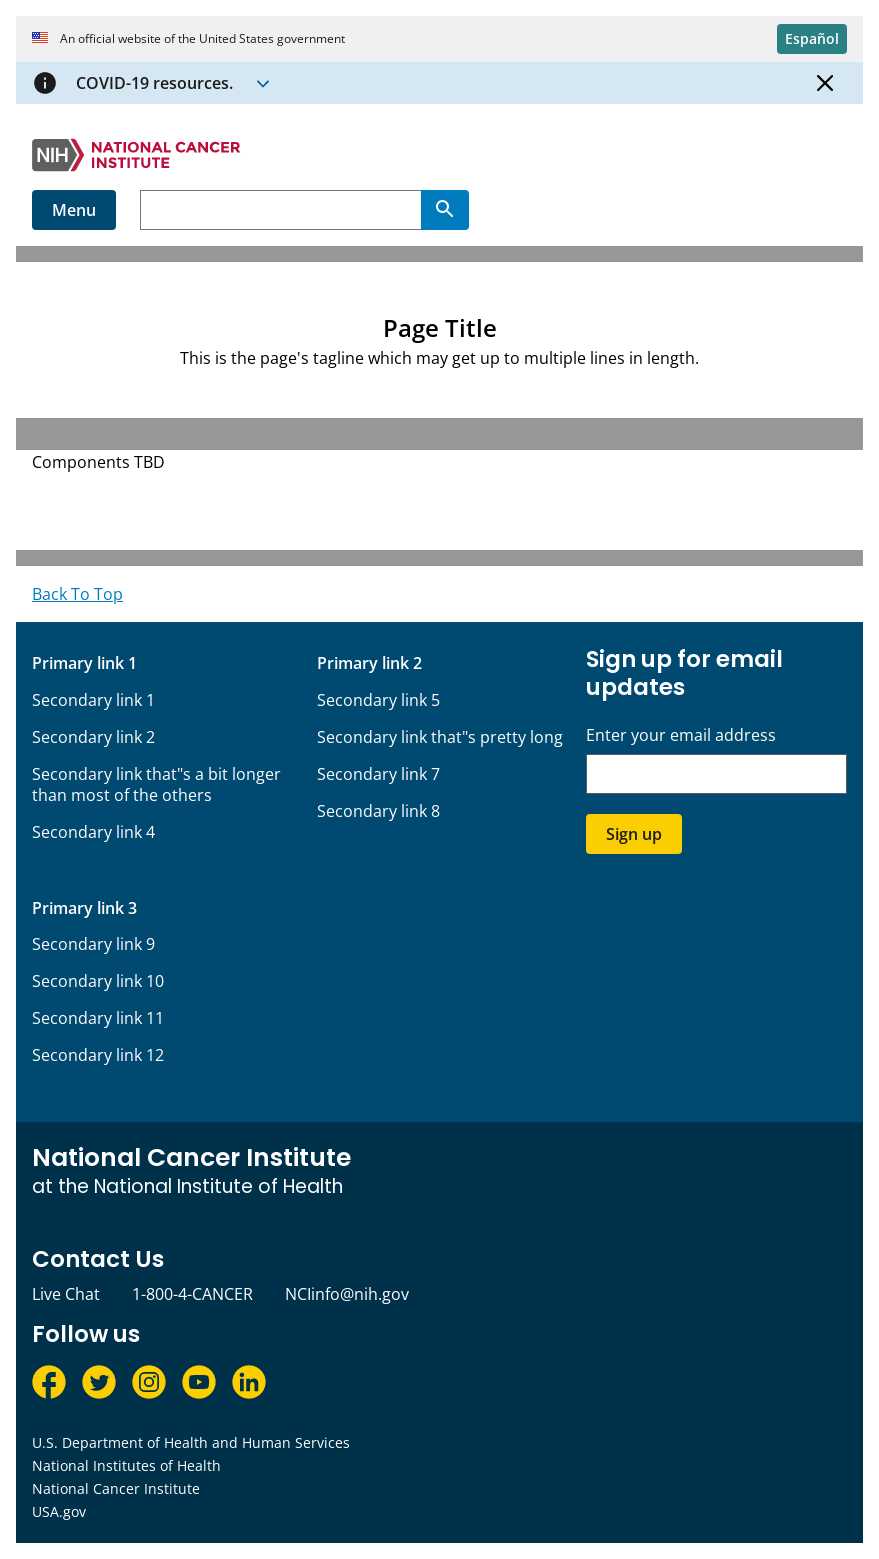 An official website of the United States government
Español
COVID-19 resources.
NIH
NATIONAL CANCER
INSTITUTE
Menu
Page Title
This is the page's tagline which may get up to multiple lines in length.
Components TBD
Back To Top
Primary link 1
Secondary link 1
Secondary link 2
Secondary link that"s a bit longer
than most of the others
Secondary link 4
Primary link 2
Secondary link 5
Secondary link that"s pretty long
Secondary link 7
Secondary link 8
Sign up for email
updates
Enter your email address
Sign up
Primary link 3
Secondary link 9
Secondary link 10
Secondary link 11
Secondary link 12
National Cancer Institute
at the National Institute of Health
Contact Us
Live Chat
1-800-4-CANCER
NCIinfo@nih.gov
Follow us
U.S. Department of Health and Human Services
National Institutes of Health
National Cancer Institute
USA.gov